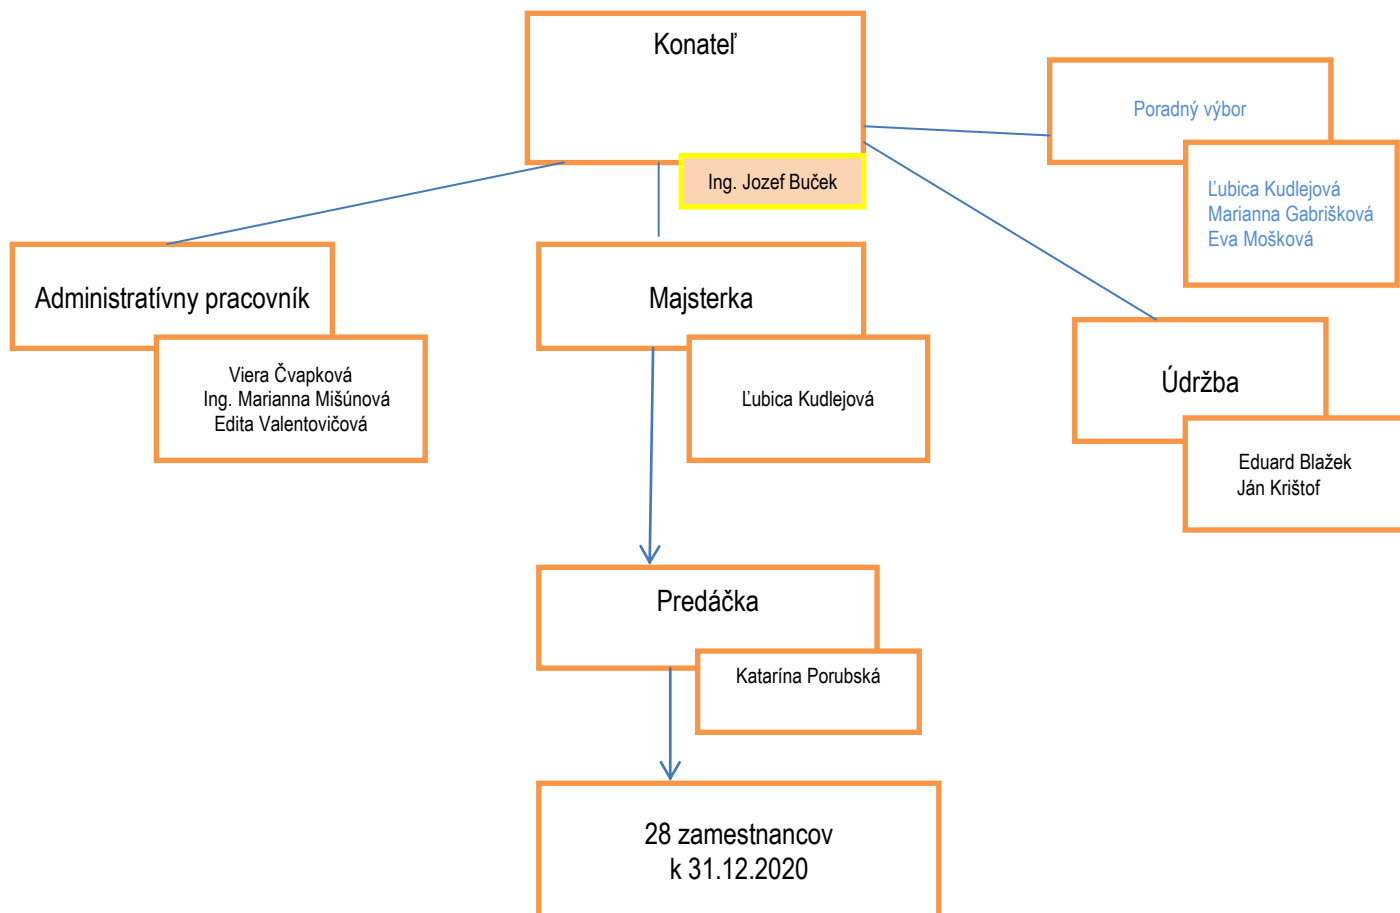 Konateľ
Ing. Jozef Buček
Poradný výbor
Ľubica Kudlejová
Marianna Gabrišková
Eva Mošková
Administratívny pracovník
Viera Čvapková
Ing. Marianna Mišúnová
Edita Valentovičová
Majsterka
Ľubica Kudlejová
Údržba
Eduard Blažek
Ján Krištof
Predáčka
Katarína Porubská
28 zamestnancov
k 31.12.2020